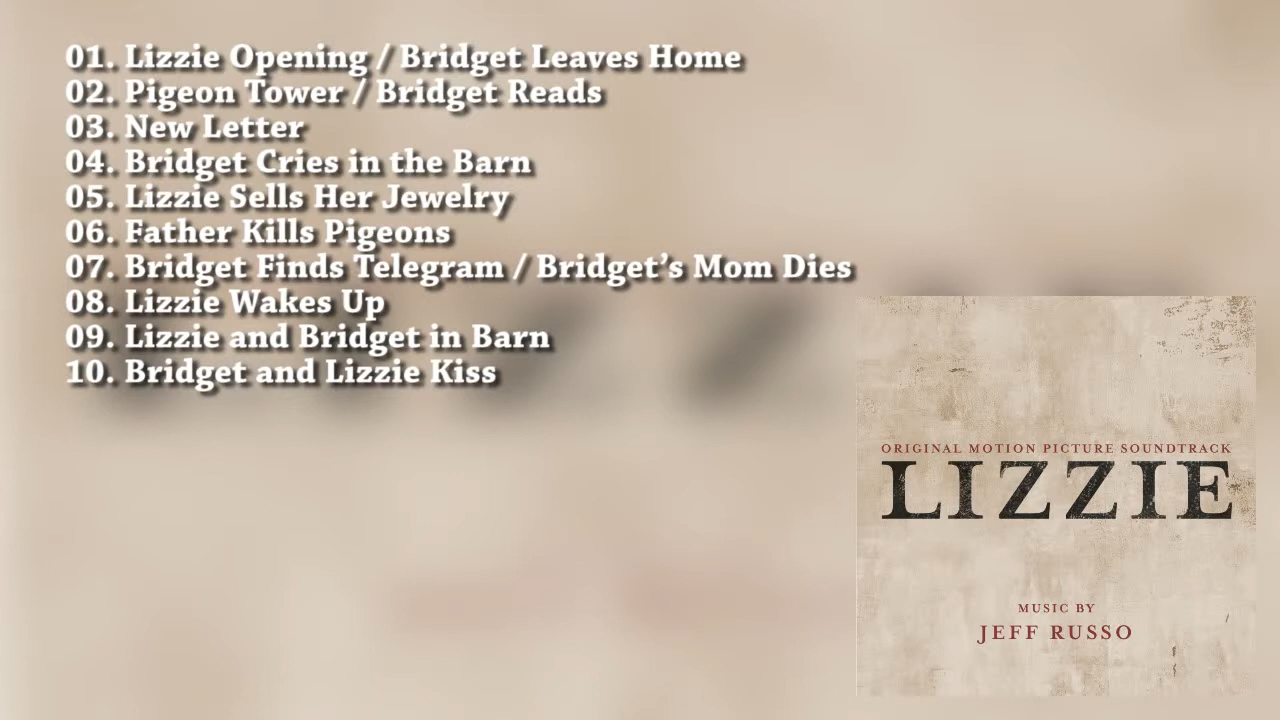 01. Lizzie Opening / Bridget Leaves Home
02. Pigeon Tower / Bridget Reads
03. New Letter
04. Bridget Cries in the Barn
05. Lizzie Sells Her Jewelry
06. Father Kills Pigeons
07. Bridget Finds Telegram / Bridget’s Mom Dies
08. Lizzie Wakes Up
09. Lizzie and Bridget in Barn
10. Bridget and Lizzie Kiss
ORIGINAL MOTION PICTURE SOUNDTRACK
LIZZIE
MUSIC BY
JEFF RUSSO